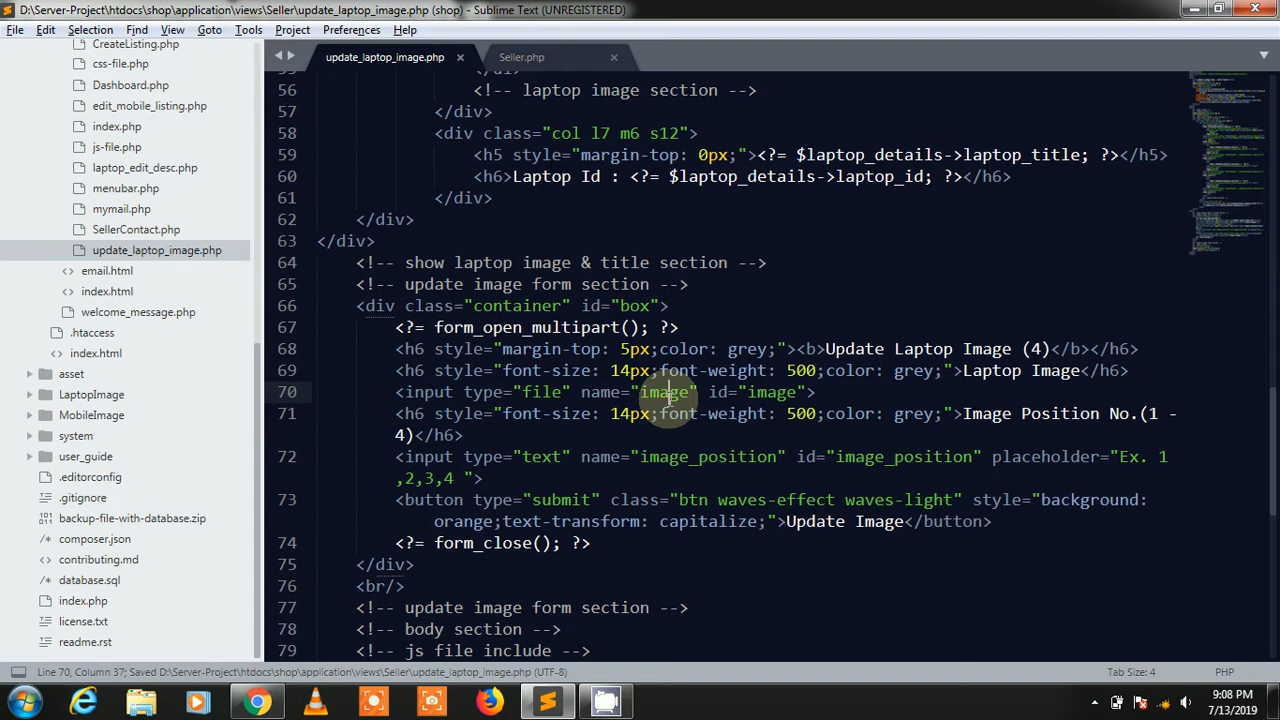 D:\Server-Project\htdocs\shop\application\views\Seller\update_laptop_image.php (shop) - Sublime Text (UNREGISTERED)
File Edit Selection Find View Goto Tools Project Preferences Help
CreateListing.php
css-file.php
Dashboard.php
edit_mobile_listing.php
index.php
js-file.php
laptop_edit_desc.php
menubar.php
mymail.php
SellerContact.php
update_laptop_image.php
email.html
index.html
welcome_message.php
.htaccess
index.html
asset
LaptopImage
MobileImage
system
user_guide
.editorconfig
.gitignore
backup-file-with-database.zip
composer.json
contributing.md
database.sql
index.php
license.txt
readme.rst
update_laptop_image.php Seller.php
55 </div>
56 <!-- laptop image section -->
57 </div>
58 <div class="col l7 m6 s12">
59 <h5 style="margin-top: 0px;"><?= $laptop_details->laptop_title; ?></h5>
60 <h6>Laptop Id : <?= $laptop_details->laptop_id; ?></h6>
61 </div>
62 </div>
63 </div>
64 <!-- show laptop image & title section -->
65 <!-- update image form section -->
66 <div class="container" id="box">
67 <?= form_open_multipart(); ?>
68 <h6 style="margin-top: 5px;color: grey;"><b>Update Laptop Image (4)</b></h6>
69 <h6 style="font-size: 14px;font-weight: 500;color: grey;">Laptop Image</h6>
70 <input type="file" name="image" id="image">
71 <h6 style="font-size: 14px;font-weight: 500;color: grey;">Image Position No.(1 -
4)</h6>
72 <input type="text" name="image_position" id="image_position" placeholder="Ex. 1
,2,3,4 ">
73 <button type="submit" class="btn waves-effect waves-light" style="background:
orange;text-transform: capitalize;">Update Image</button>
74 <?= form_close(); ?>
75 </div>
76 <br/>
77 <!-- update image form section -->
78 <!-- body section -->
79 <!-- js file include -->
Line 70, Column 37; Saved D:\Server-Project\htdocs\shop\application\views\Seller\update_laptop_image.php (UTF-8)
Tab Size: 4
PHP
9:08 PM
7/13/2019